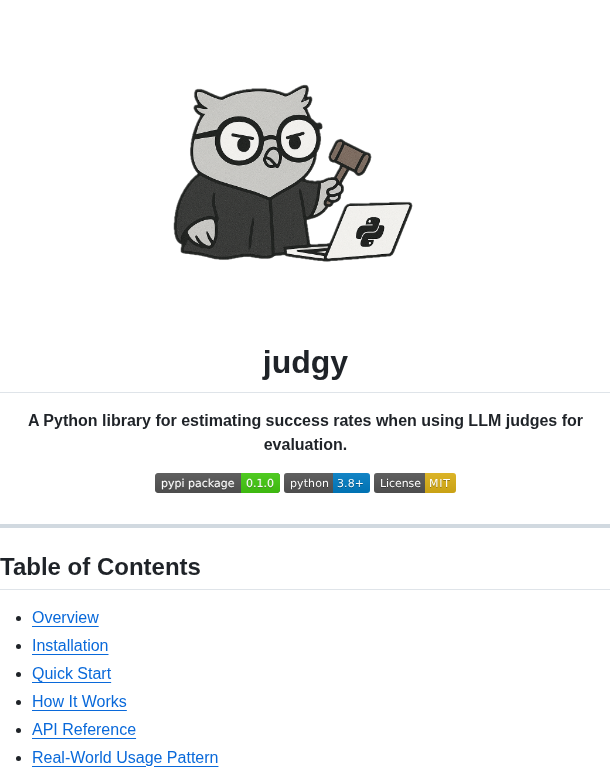 judgy
A Python library for estimating success rates when using LLM judges for
evaluation.
pypi package 0.1.0 python 3.8+ License MIT
Table of Contents
Overview
Installation
Quick Start
How It Works
API Reference
Real-World Usage Pattern